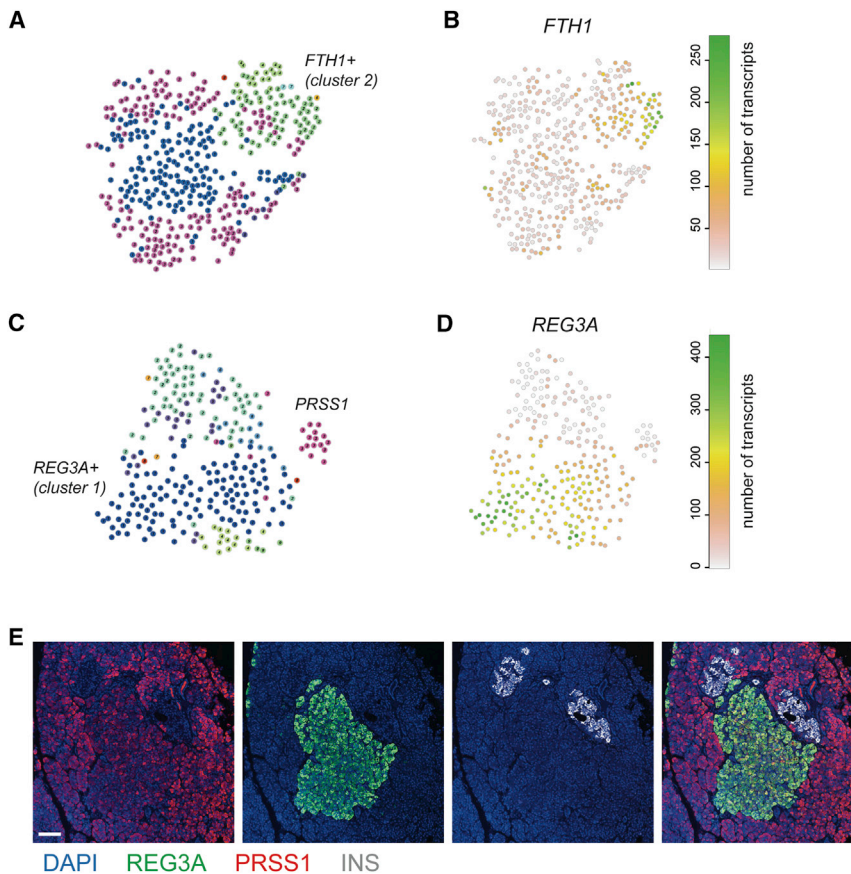 A
FTH1+
(cluster 2)
B
FTH1
250
200
150
100
50
number of transcripts
C
PRSS1
REG3A+
(cluster 1)
D
REG3A
400
300
200
100
0
number of transcripts
E
DAPI REG3A PRSS1 INS